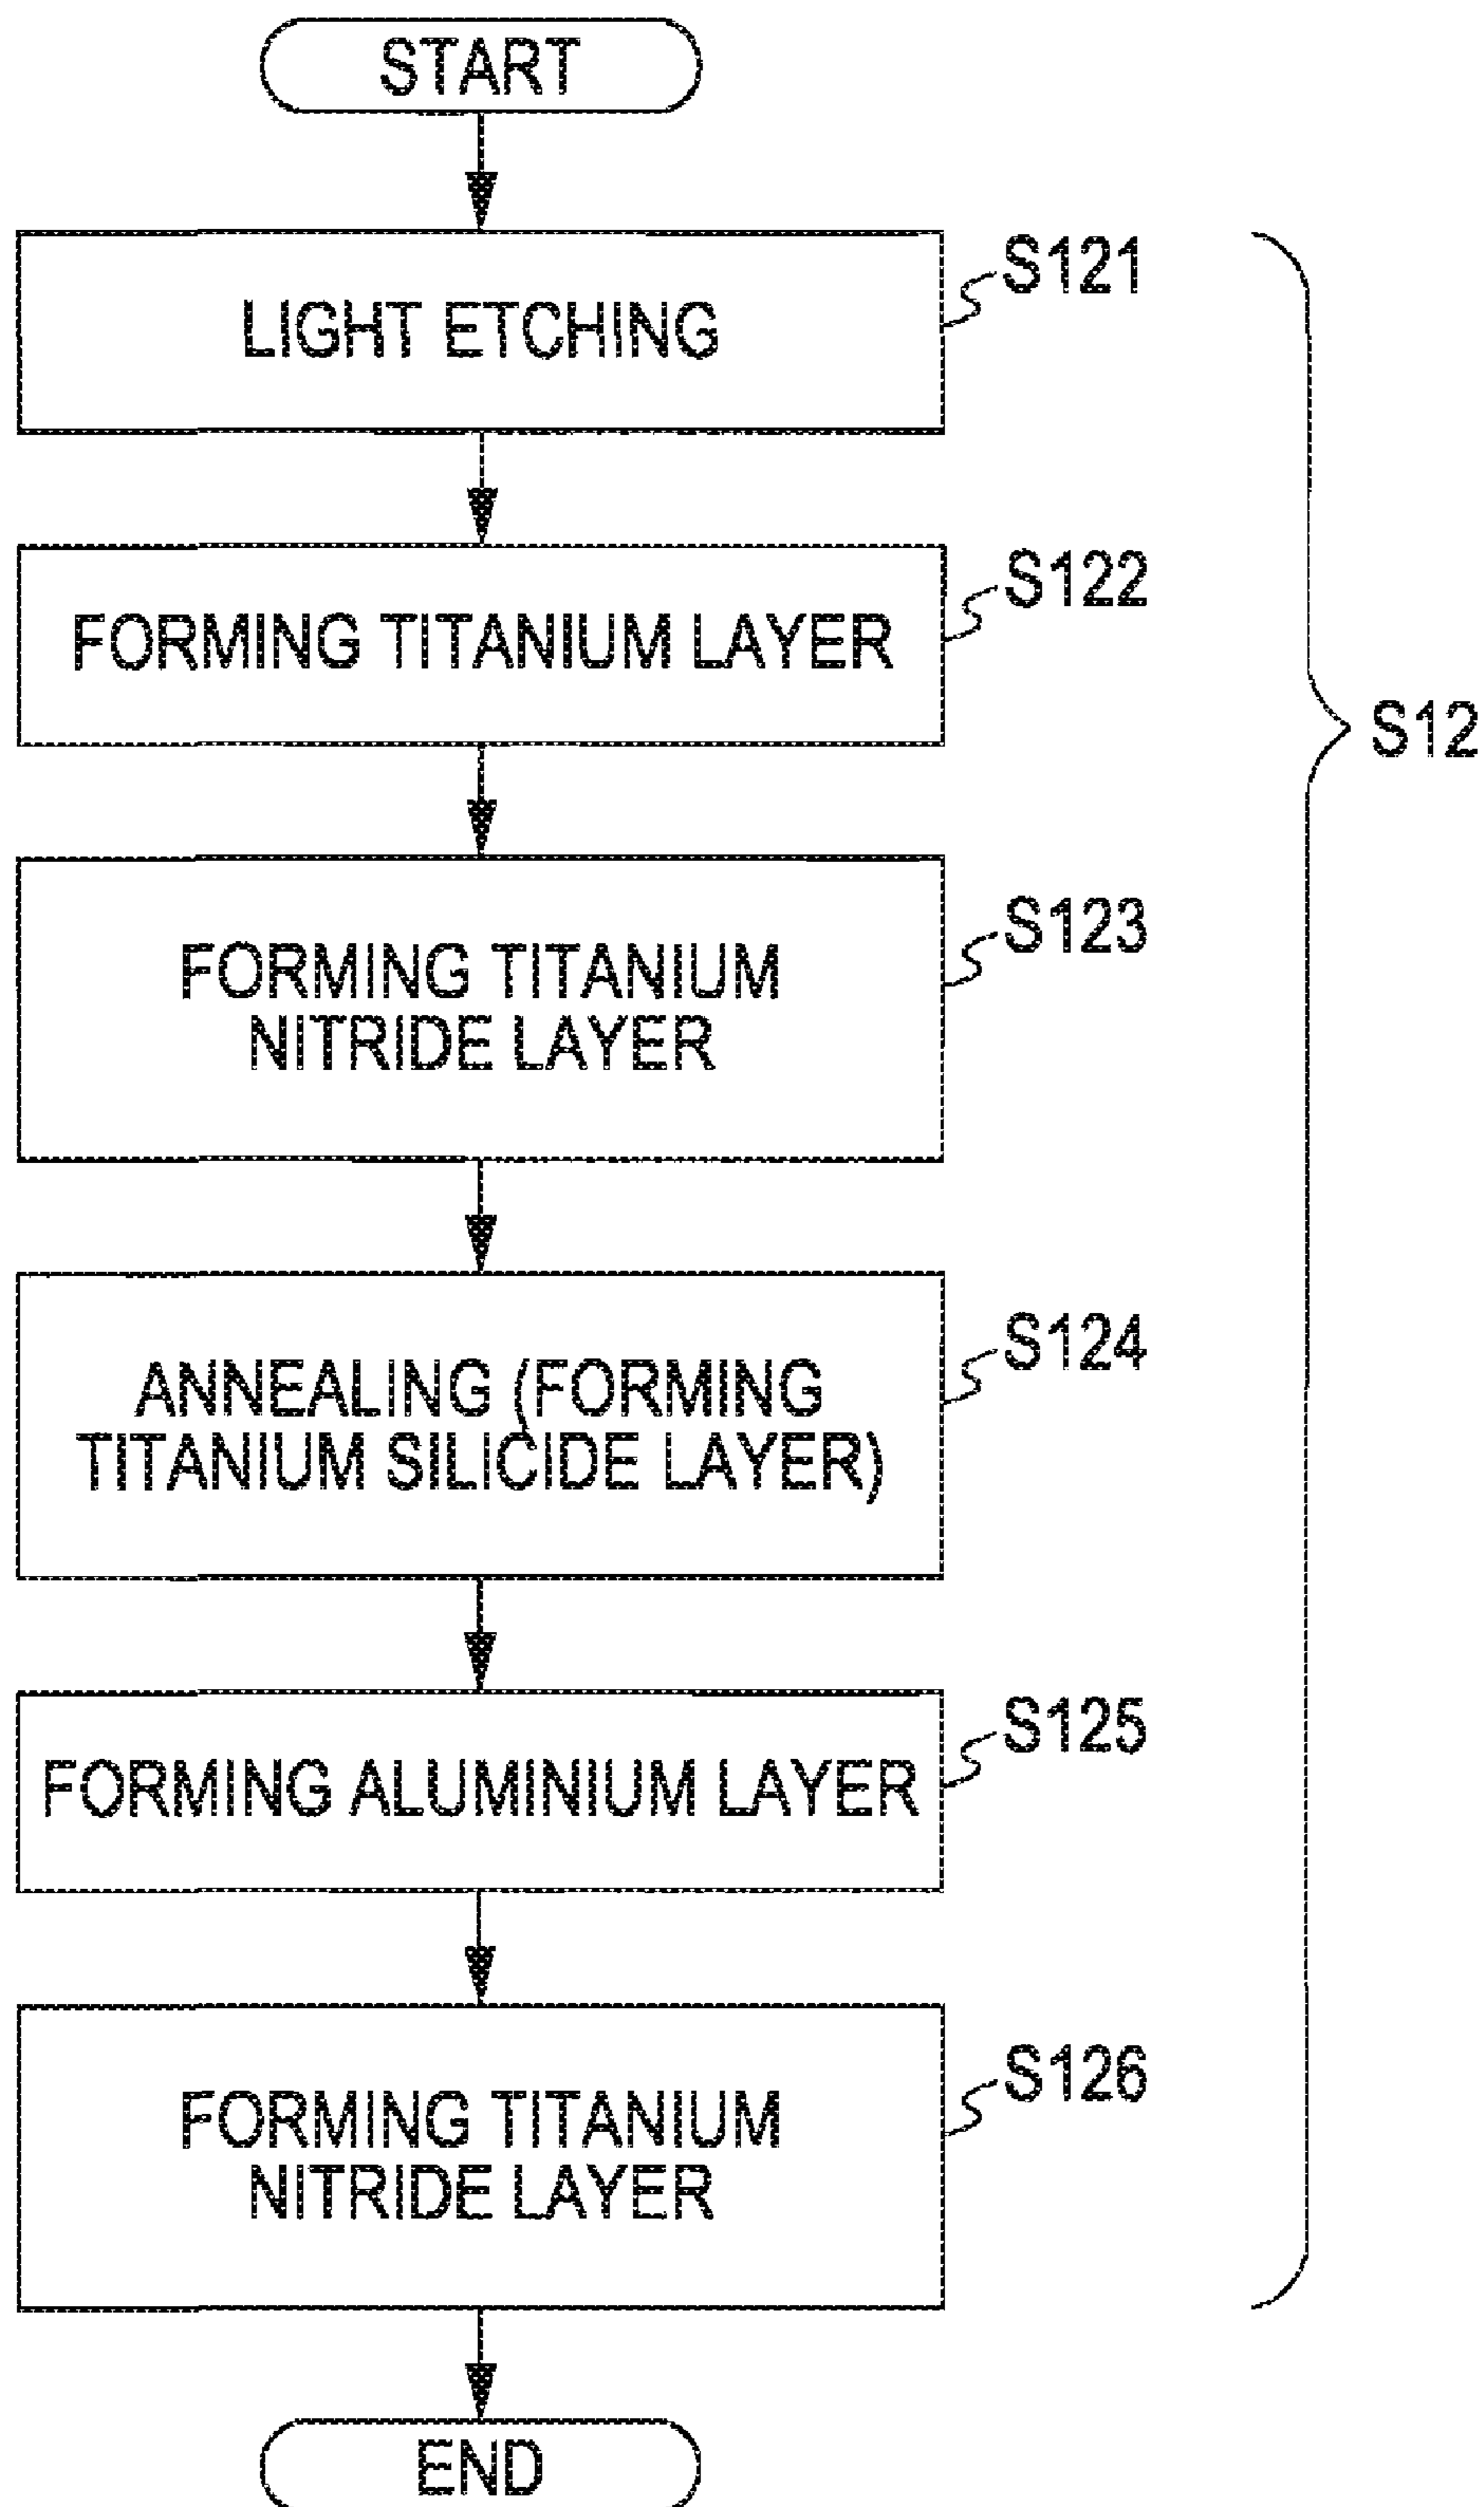 START
LIGHT ETCHING
S121
FORMING TITANIUM LAYER
S122
S12
FORMING TITANIUM
NITRIDE LAYER
S123
ANNEALING (FORMING
TITANIUM SILICIDE LAYER)
S124
FORMING ALUMINIUM LAYER
S125
FORMING TITANIUM
NITRIDE LAYER
S126
END